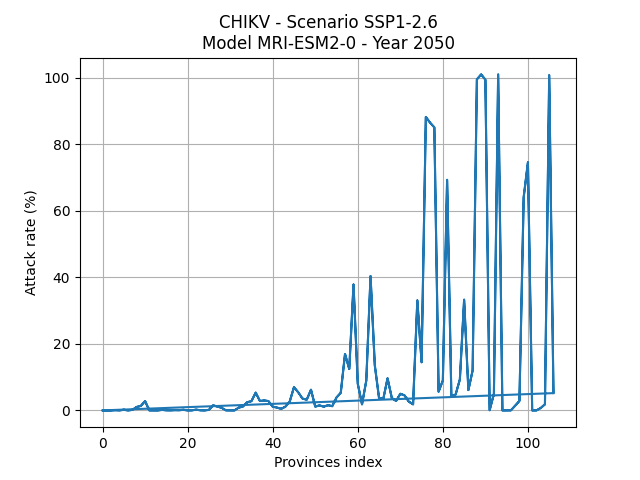 CHIKV - Scenario SSP1-2.6
Model MRI-ESM2-0 - Year 2050
100
80
60
40
20
0
Attack rate (%)
0 20 40 60 80 100
Provinces index